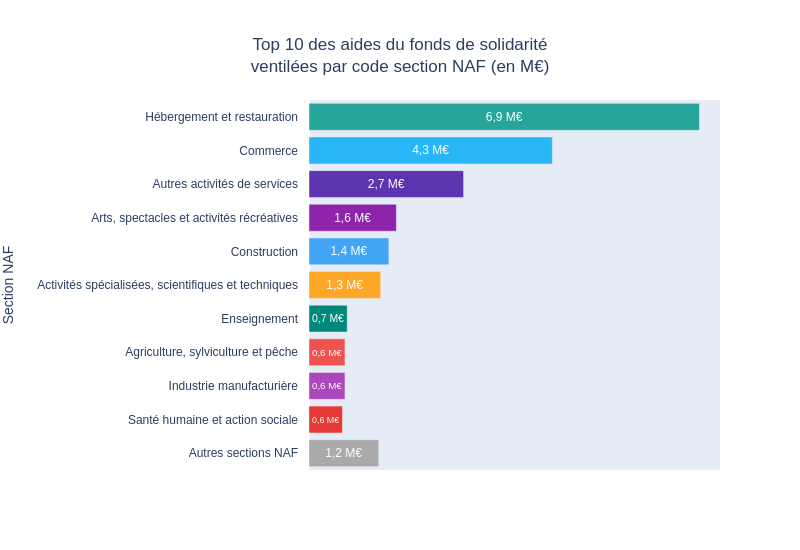 Top 10 des aides du fonds de solidarité
ventilées par code section NAF (en M€)
Section NAF
Hébergement et restauration 6,9 M€
Commerce 4,3 M€
Autres activités de services 2,7 M€
Arts, spectacles et activités récréatives 1,6 M€
Construction 1,4 M€
Activités spécialisées, scientifiques et techniques 1,3 M€
Enseignement 0,7 M€
Agriculture, sylviculture et pêche 0,6 M€
Industrie manufacturière 0,6 M€
Santé humaine et action sociale 0,6 M€
Autres sections NAF 1,2 M€